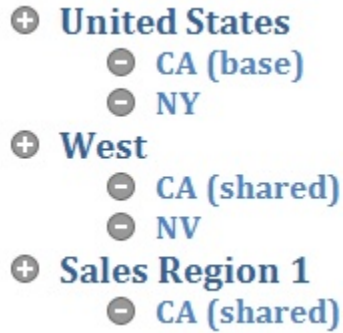 United States
CA (base)
NY
West
CA (shared)
NV
Sales Region 1
CA (shared)